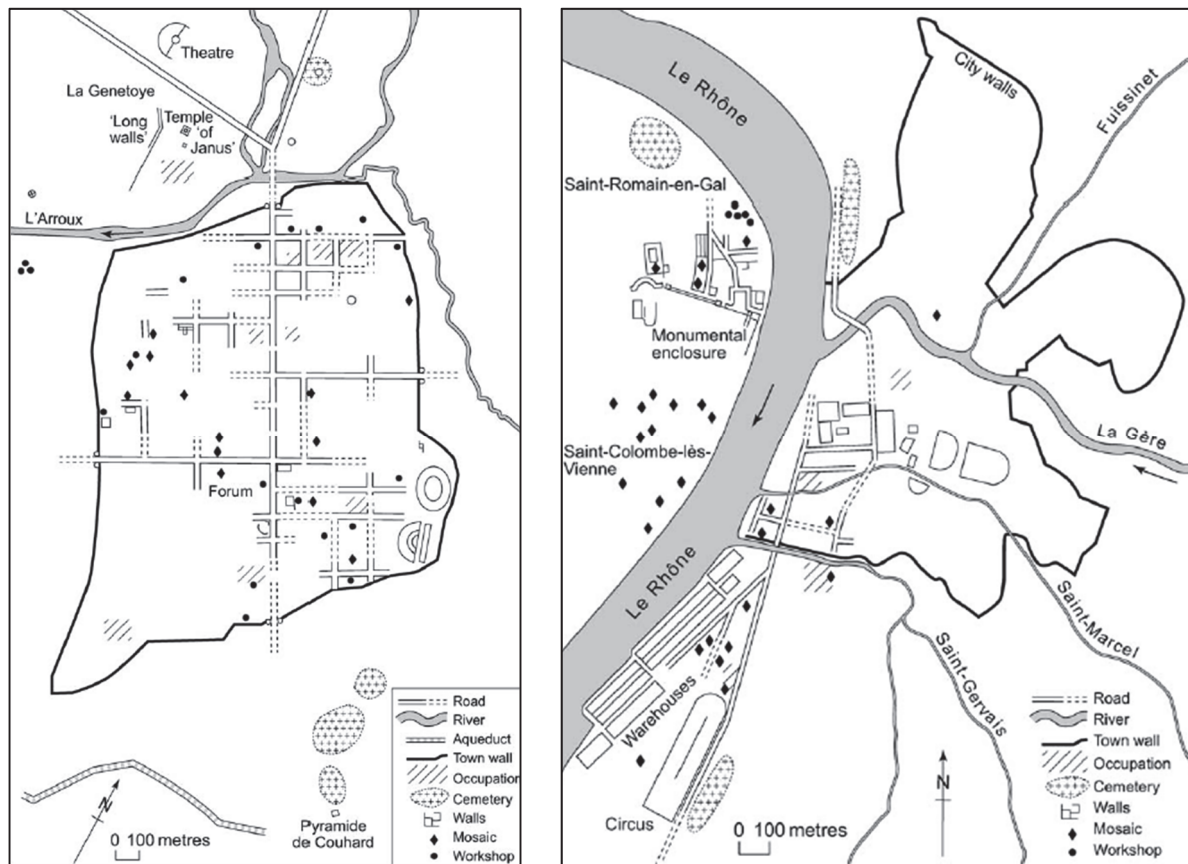 Theatre
La Genetoye
'Long
walls'
Temple
'of
Janus'
L'Arroux
Forum
Pyramide
de Couhard
N
0 100 metres
Road
River
Aqueduct
Town wall
Occupation
Cemetery
Walls
Mosaic
Workshop
Le Rhône
City walls
Fuissinet
Saint-Romain-en-Gal
Monumental
enclosure
La Gère
Saint-Colombe-lès-
Vienne
Le Rhône
Saint-Marcel
Saint-Gervais
Warehouses
Circus
N
0 100 metres
Road
River
Town wall
Occupation
Cemetery
Walls
Mosaic
Workshop